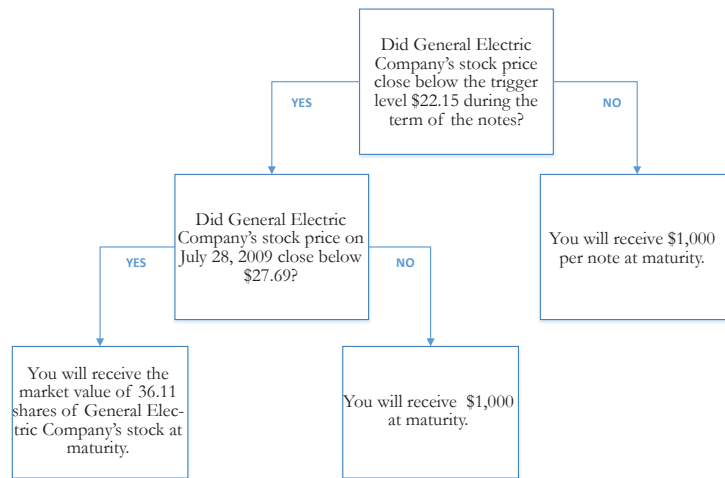 Did General Electric
Company's stock price
close below the trigger
level $22.15 during the
term of the notes?
YES
NO
Did General Electric
Company's stock price on
July 28, 2009 close below
$27.69?
You will receive $1,000
per note at maturity.
YES
NO
You will receive the
market value of 36.11
shares of General Elec-
tric Company's stock at
maturity.
You will receive $1,000
at maturity.